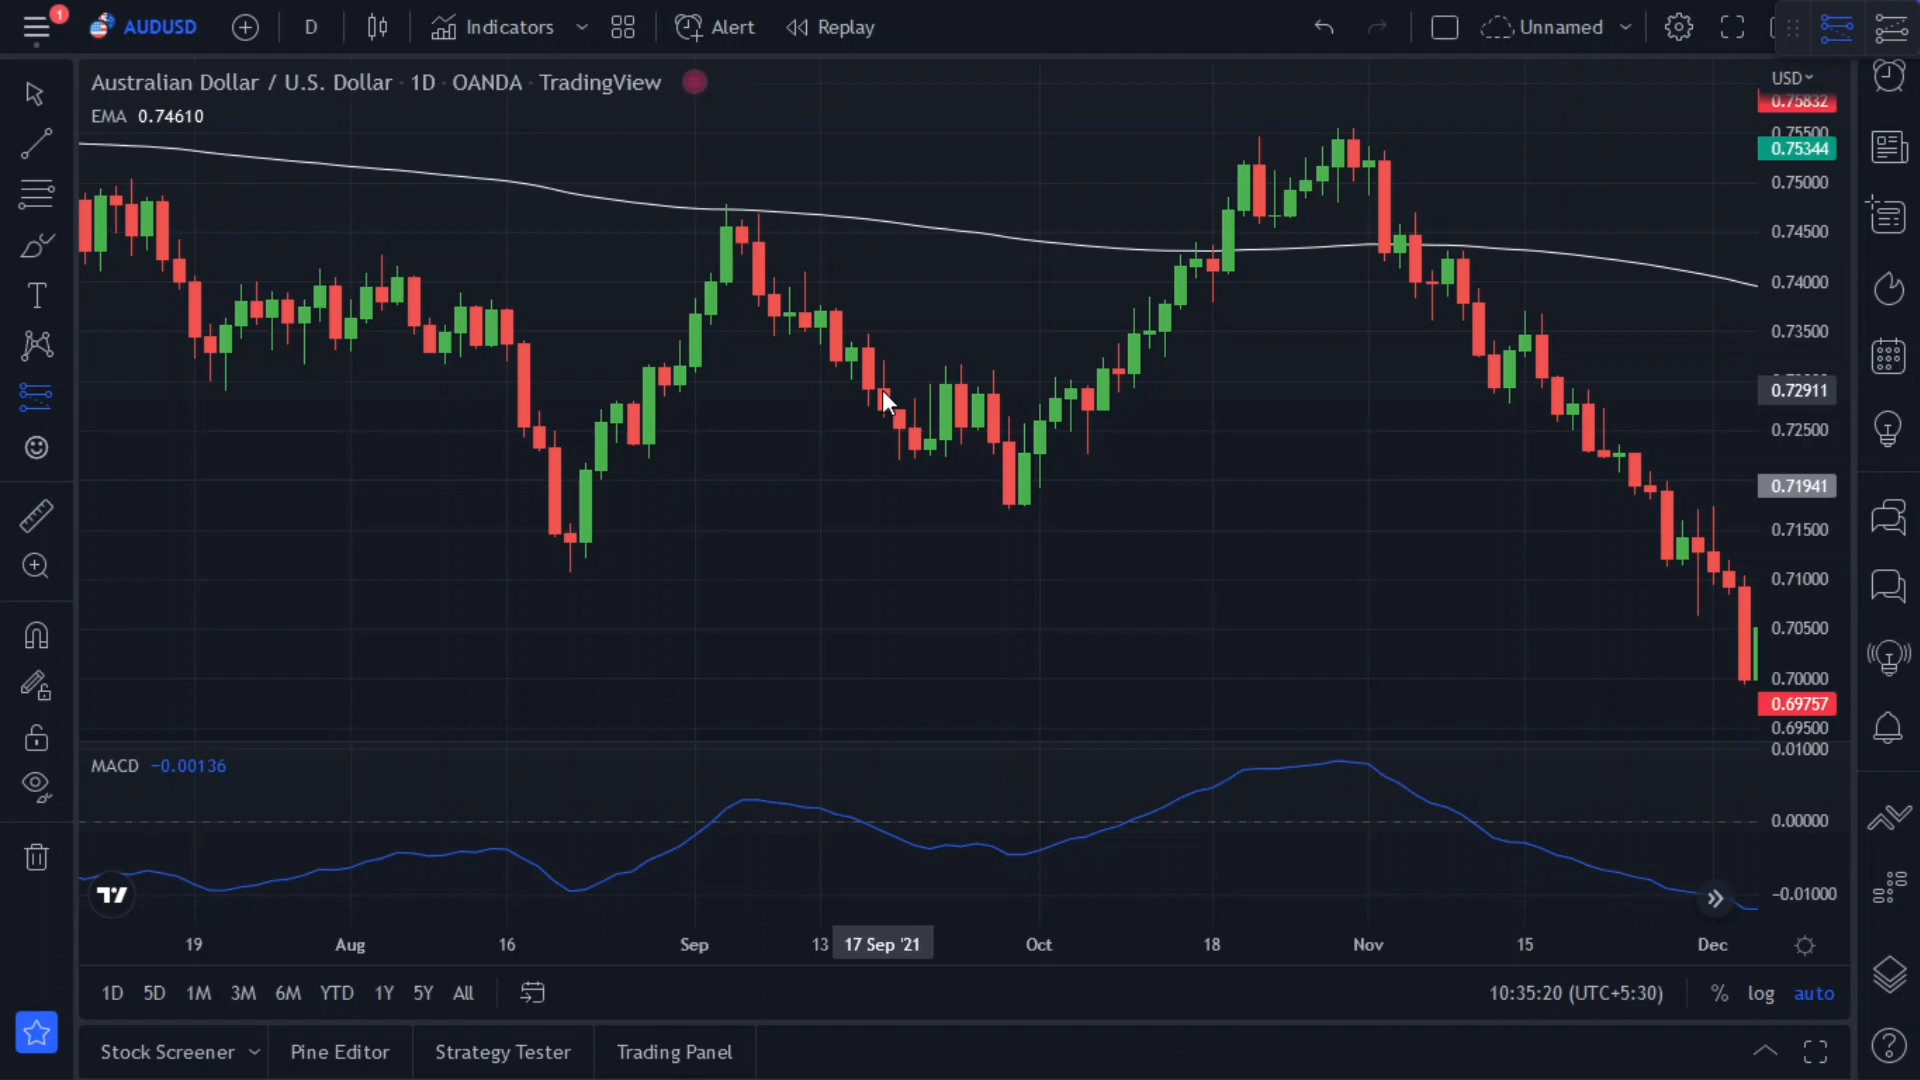 1
AUDUSD
D
Indicators
Alert
Replay
Unnamed
Australian Dollar / U.S. Dollar · 1D · OANDA · TradingView
EMA 0.74610
USD
0.75832
0.75500
0.75344
0.75000
0.74500
0.74000
0.73500
0.72911
0.72500
0.71941
0.71500
0.71000
0.70500
0.70000
0.69757
0.69500
MACD −0.00136
0.01000
0.00000
−0.01000
19 Aug 16 Sep 13 17 Sep '21 Oct 18 Nov 15 Dec
1D 5D 1M 3M 6M YTD 1Y 5Y All
10:35:20 (UTC+5:30) % log auto
Stock Screener Pine Editor Strategy Tester Trading Panel